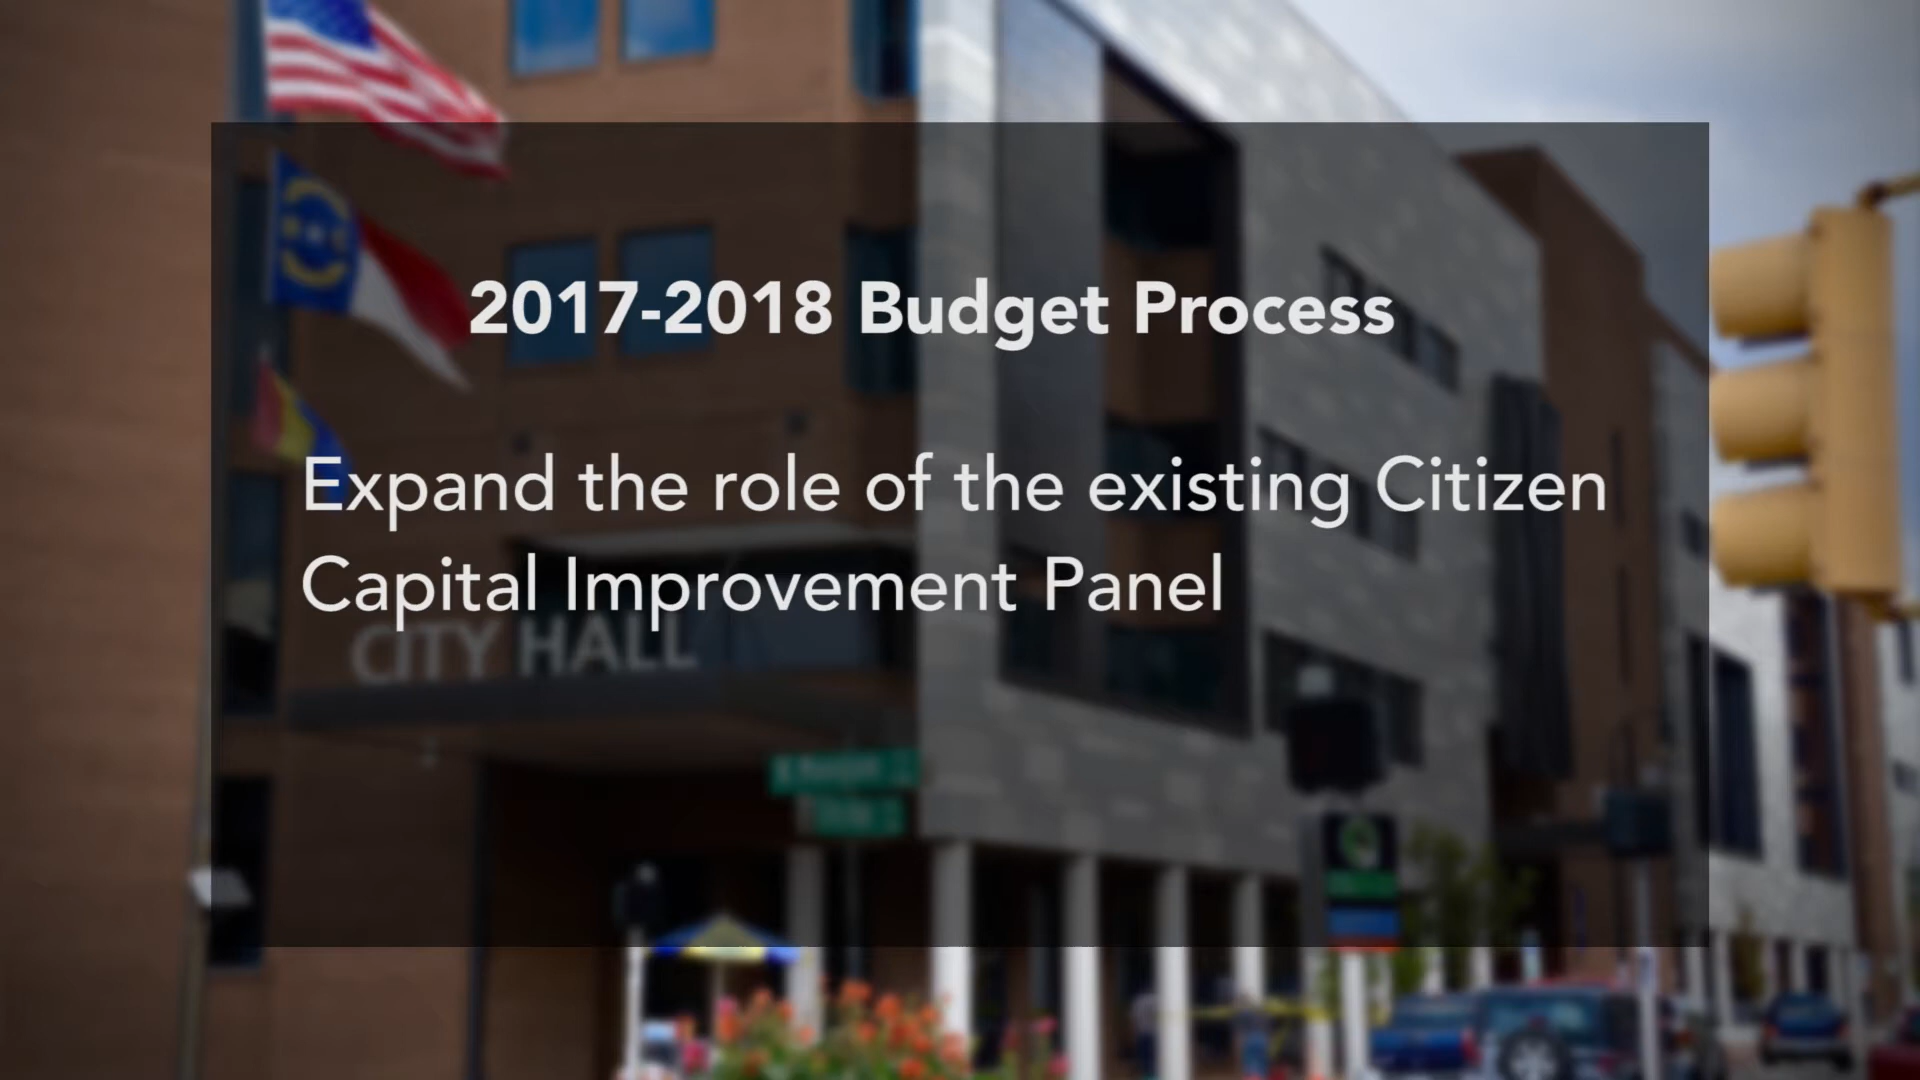 2017-2018 Budget Process
Expand the role of the existing Citizen
Capital Improvement Panel
CITY HALL